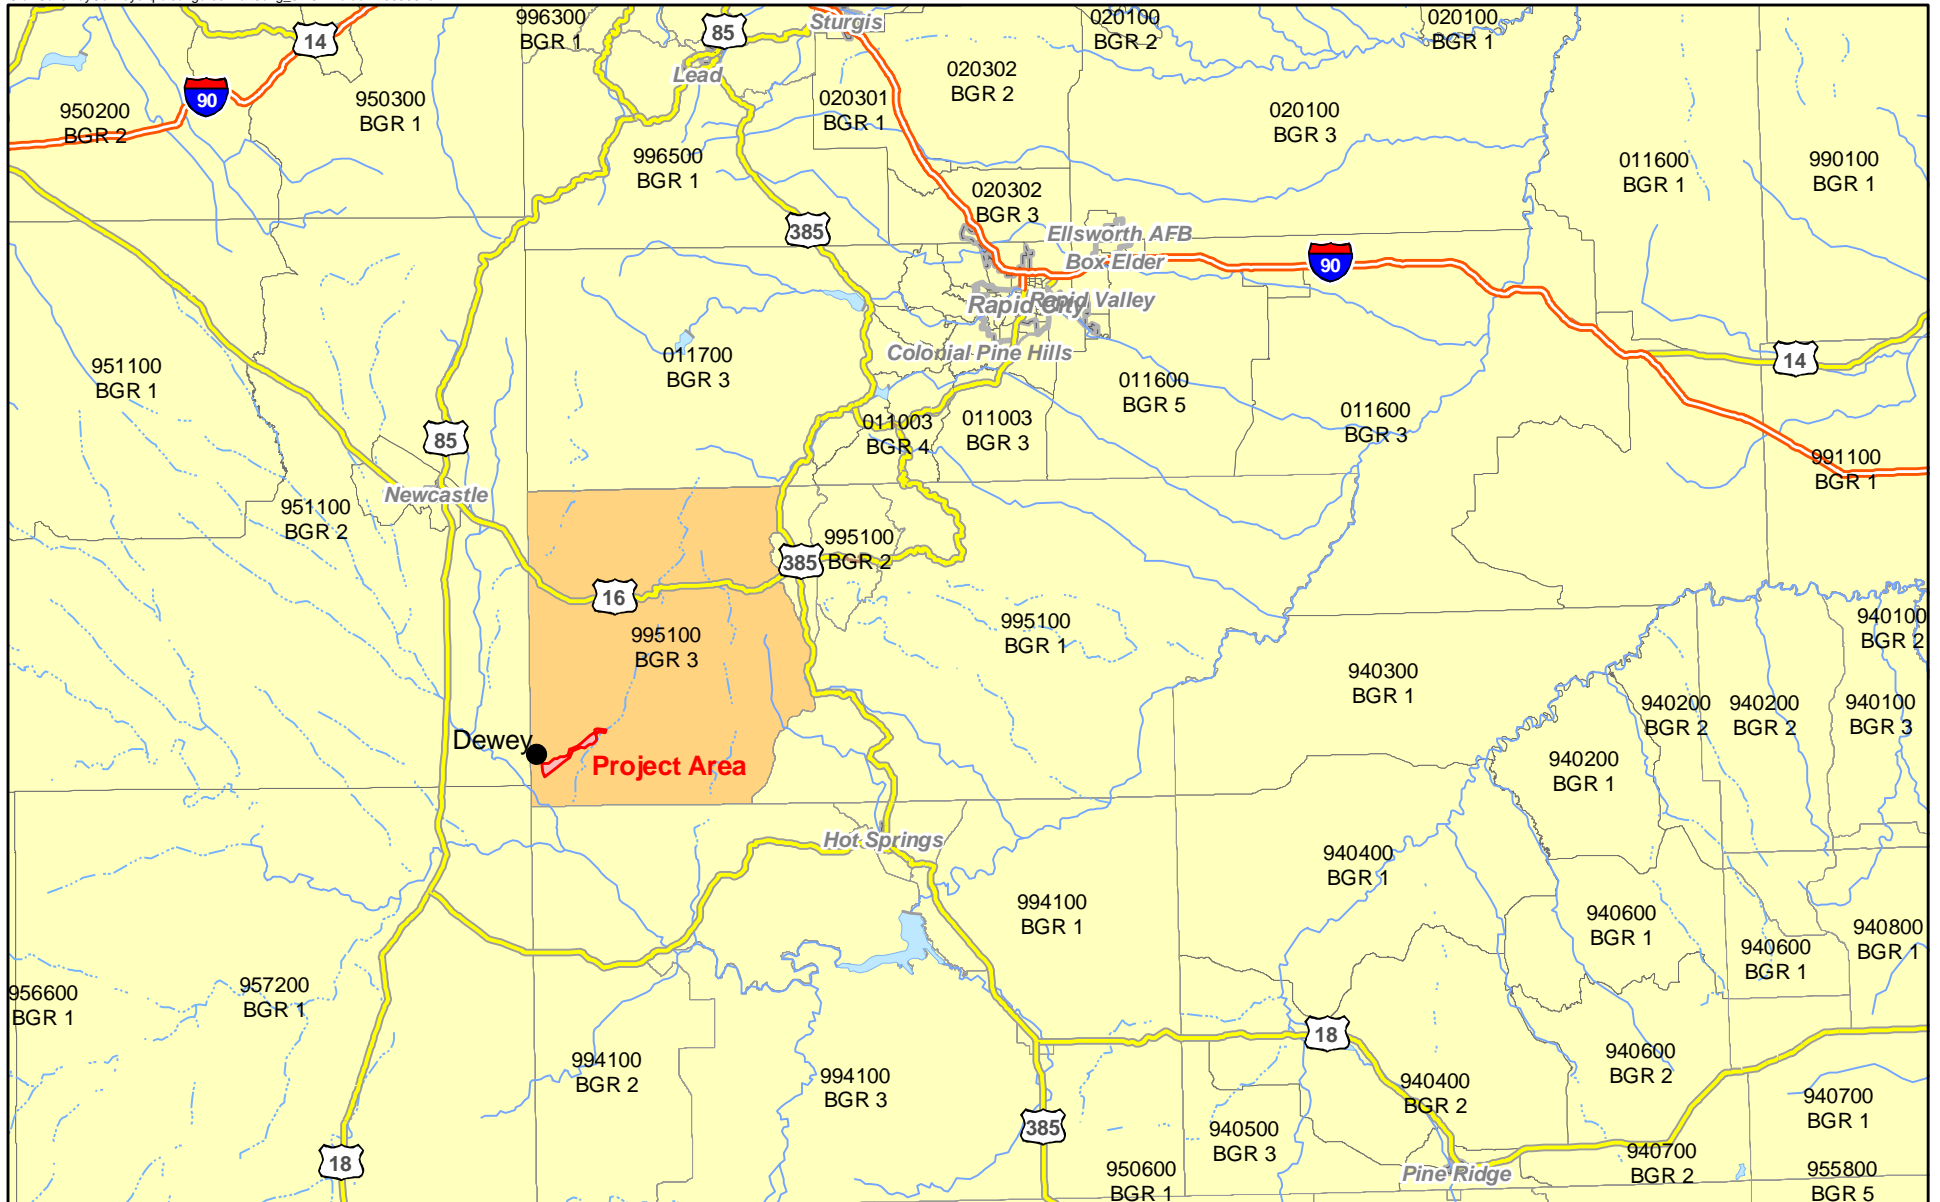 996300
BGR 1
85
Sturgis
020100
BGR 2
020100
BGR 1
14
Lead
020302
BGR 2
90
950200
BGR 2
950300
BGR 1
020301
BGR 1
020100
BGR 3
996500
BGR 1
011600
BGR 1
990100
BGR 1
020302
BGR 3
385
Ellsworth AFB
Box Elder
90
Rapid City
Rapid Valley
Colonial Pine Hills
011700
BGR 3
951100
BGR 1
14
011600
BGR 5
011600
BGR 3
011003
BGR 4
011003
BGR 3
85
991100
BGR 1
Newcastle
951100
BGR 2
995100
BGR 2
385
16
995100
BGR 3
995100
BGR 1
940100
BGR 2
940300
BGR 1
940200
BGR 2
940200
BGR 2
940100
BGR 3
Dewey
Project Area
940200
BGR 1
Hot Springs
940400
BGR 1
994100
BGR 1
940600
BGR 1
940600
BGR 1
940800
BGR 1
956600
BGR 1
957200
BGR 1
18
994100
BGR 2
994100
BGR 3
940600
BGR 2
940400
BGR 2
940700
BGR 1
385
940500
BGR 3
18
950600
BGR 1
Pine Ridge
940700
BGR 2
955800
BGR 5